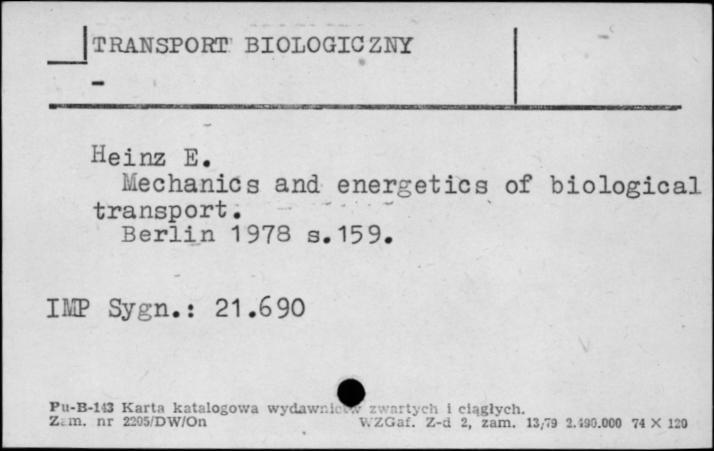 TRANSPORT BIOLOGICZNY
-
Heinz E.
Mechanics and energetics of biological
transport.
Berlin 1978 s.159.
IMP Sygn.: 21.690
Pu-B-143 Karta katalogowa wydawnictw zwartych i ciągłych.
Zam. nr 2205/DW/On WZGaf. Z-d 2, zam. 13/79 2.490.000 74 X 120